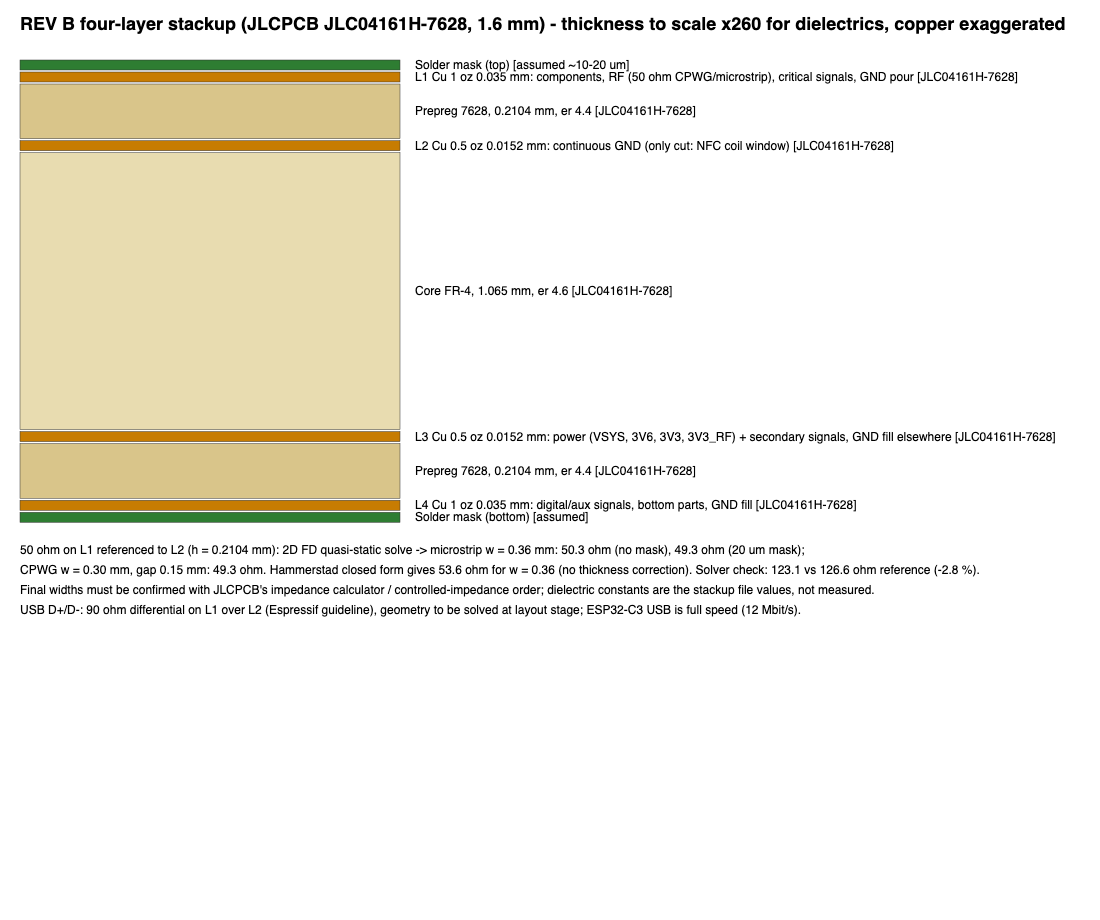 REV B four-layer stackup (JLCPCB JLC04161H-7628, 1.6 mm) - thickness to scale x260 for dielectrics, copper exaggerated
Solder mask (top) [assumed ~10-20 um]
L1 Cu 1 oz 0.035 mm: components, RF (50 ohm CPWG/microstrip), critical signals, GND pour [JLC04161H-7628]
Prepreg 7628, 0.2104 mm, er 4.4 [JLC04161H-7628]
L2 Cu 0.5 oz 0.0152 mm: continuous GND (only cut: NFC coil window) [JLC04161H-7628]
Core FR-4, 1.065 mm, er 4.6 [JLC04161H-7628]
L3 Cu 0.5 oz 0.0152 mm: power (VSYS, 3V6, 3V3, 3V3_RF) + secondary signals, GND fill elsewhere [JLC04161H-7628]
Prepreg 7628, 0.2104 mm, er 4.4 [JLC04161H-7628]
L4 Cu 1 oz 0.035 mm: digital/aux signals, bottom parts, GND fill [JLC04161H-7628]
Solder mask (bottom) [assumed]
50 ohm on L1 referenced to L2 (h = 0.2104 mm): 2D FD quasi-static solve -> microstrip w = 0.36 mm: 50.3 ohm (no mask), 49.3 ohm (20 um mask);
CPWG w = 0.30 mm, gap 0.15 mm: 49.3 ohm. Hammerstad closed form gives 53.6 ohm for w = 0.36 (no thickness correction). Solver check: 123.1 vs 126.6 ohm reference (-2.8 %).
Final widths must be confirmed with JLCPCB's impedance calculator / controlled-impedance order; dielectric constants are the stackup file values, not measured.
USB D+/D-: 90 ohm differential on L1 over L2 (Espressif guideline), geometry to be solved at layout stage; ESP32-C3 USB is full speed (12 Mbit/s).